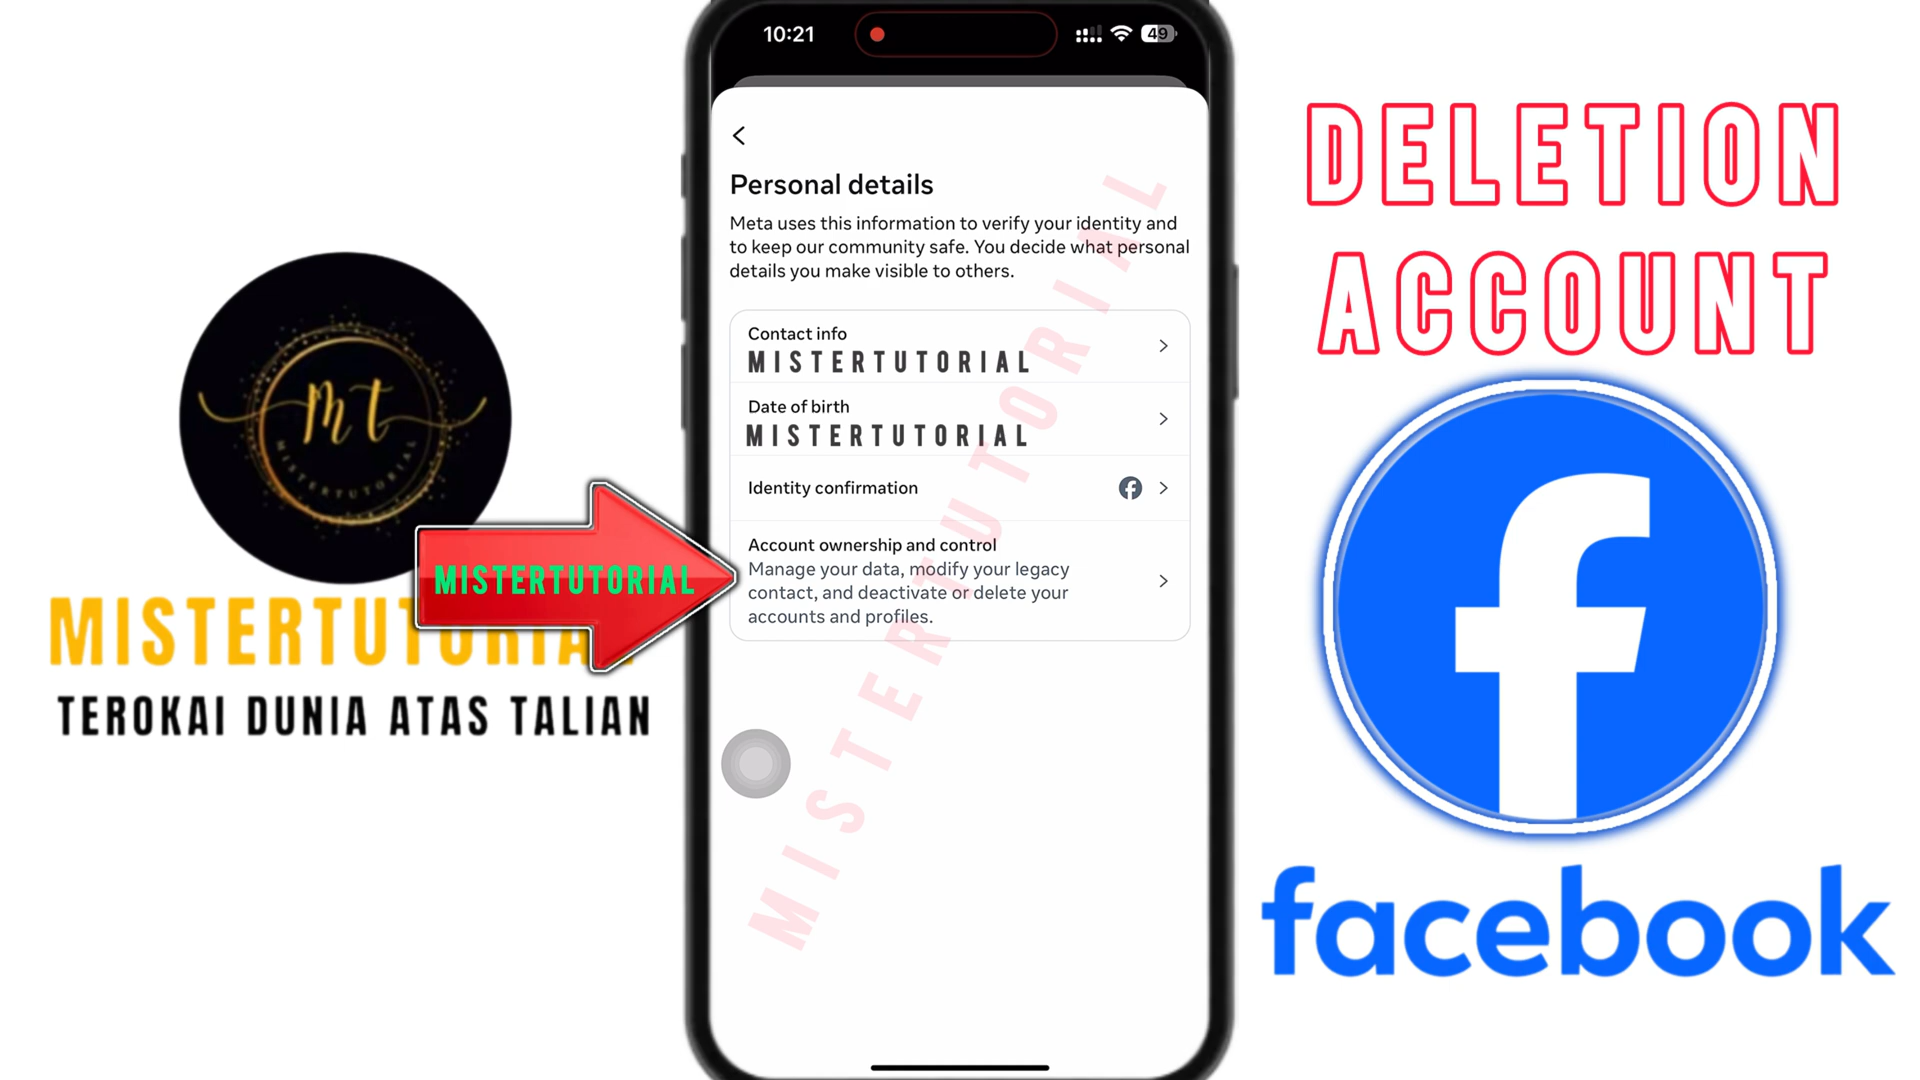 10:21
49
Personal details
Meta uses this information to verify your identity and
to keep our community safe. You decide what personal
details you make visible to others.
Contact info
MISTERTUTORIAL
Date of birth
MISTERTUTORIAL
Identity confirmation
Account ownership and control
Manage your data, modify your legacy
contact, and deactivate or delete your
accounts and profiles.
MISTERTUTORIAL
mt
MISTERTUTORIAL
MISTERTUTORIAL
MISTERTUTORIAL
TEROKAI DUNIA ATAS TALIAN
DELETION
ACCOUNT
f
facebook